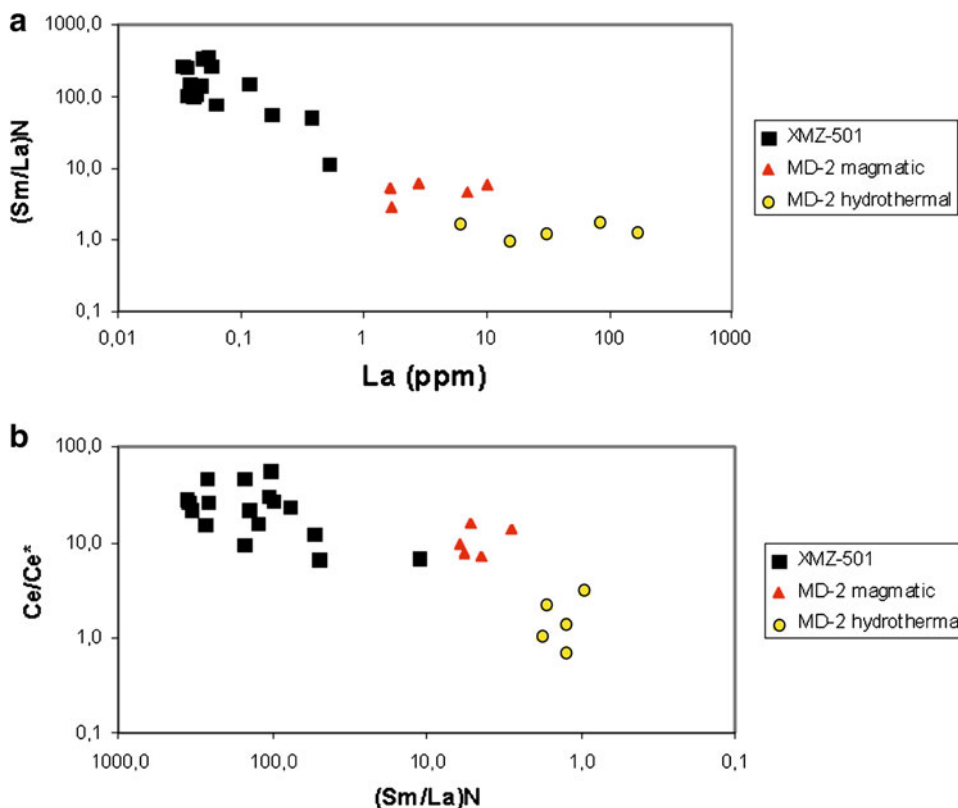 a
1000,0
100,0
10,0
1,0
0,1
(Sm/La)N
0,01 0,1 1 10 100 1000
La (ppm)
XMZ-501
MD-2 magmatic
MD-2 hydrothermal
b
100,0
10,0
1,0
0,1
Ce/Ce*
1000,0 100,0 10,0 1,0 0,1
(Sm/La)N
XMZ-501
MD-2 magmatic
MD-2 hydrotherma